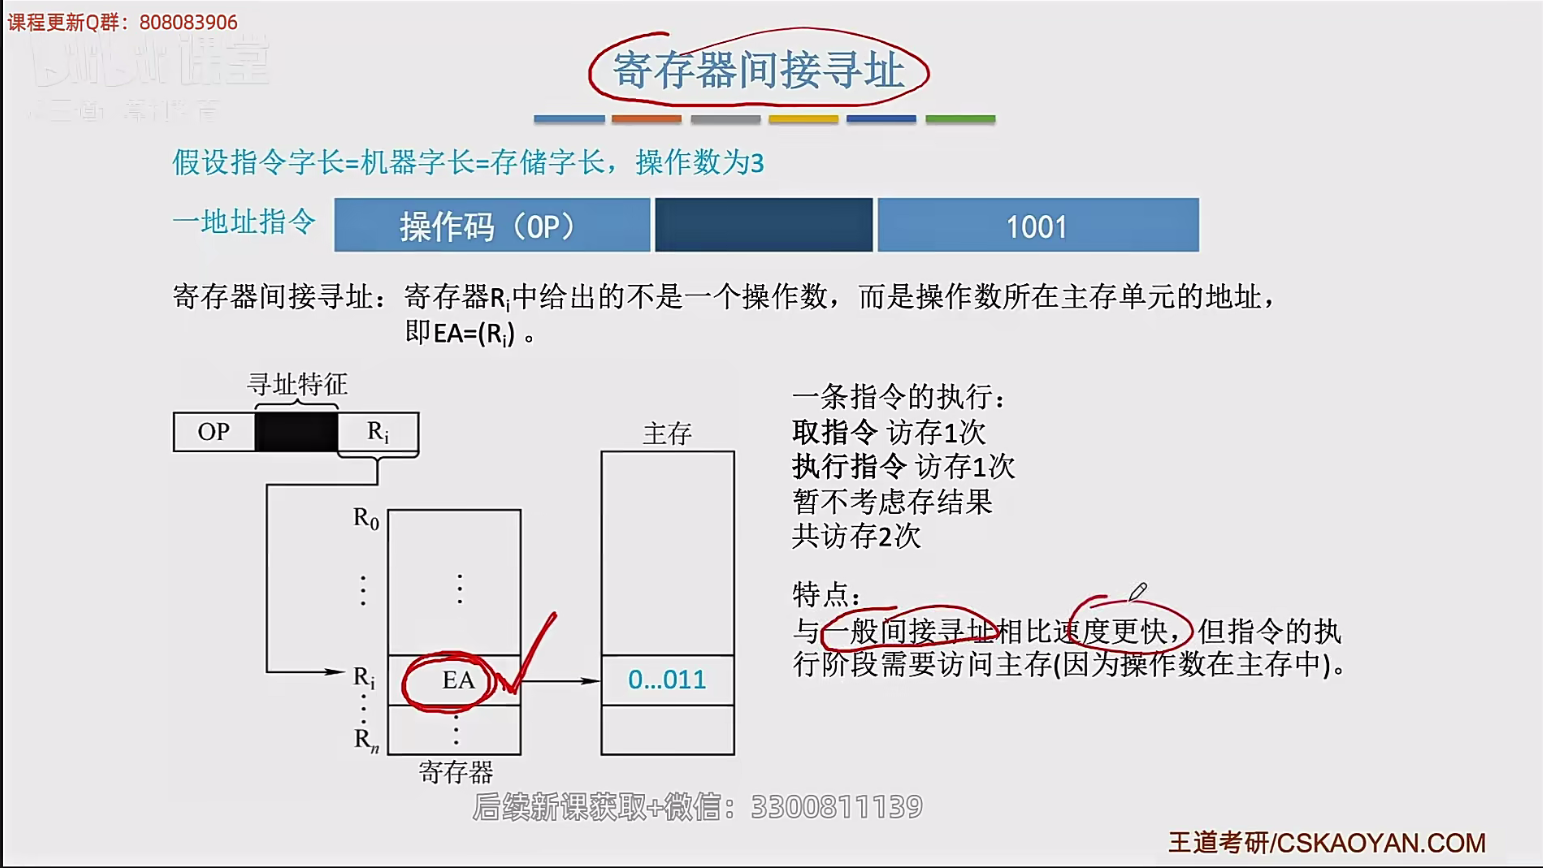 课程更新Q群：808083906
寄存器间接寻址
假设指令字长=机器字长=存储字长，操作数为3
一地址指令 操作码（OP） 1001
寄存器间接寻址：寄存器Ri中给出的不是一个操作数，而是操作数所在主存单元的地址，
即EA=(Ri) 。
寻址特征
OP Ri
主存
R0
⋮ ⋮
Ri EA 0...011
⋮ ⋮
Rn
寄存器
一条指令的执行：
取指令 访存1次
执行指令 访存1次
暂不考虑存结果
共访存2次
特点：
与一般间接寻址相比速度更快，但指令的执
行阶段需要访问主存(因为操作数在主存中)。
后续新课获取+微信：3300811139
王道考研/CSKAOYAN.COM